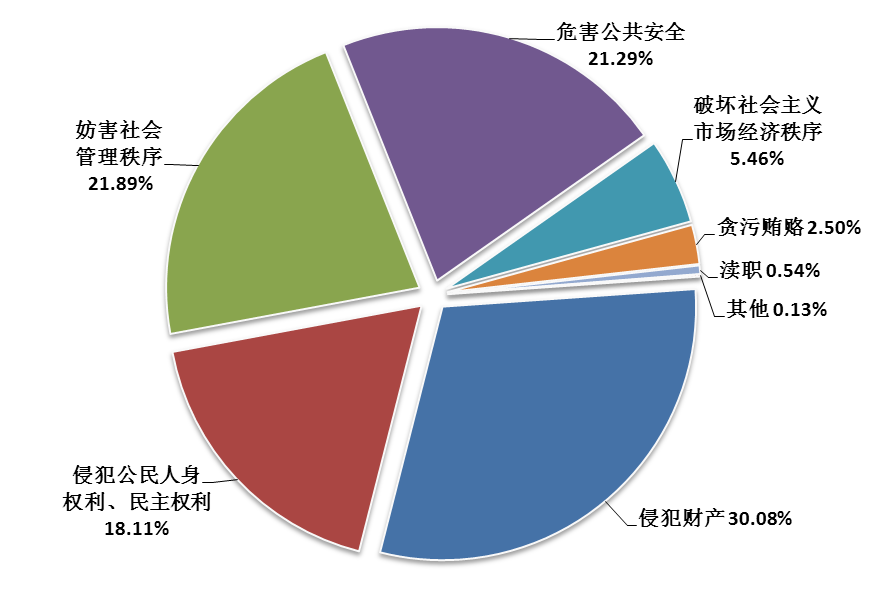 危害公共安全
21.29%
破坏社会主义
市场经济秩序
5.46%
贪污贿赂2.50%
渎职0.54%
其他0.13%
侵犯财产30.08%
侵犯公民人身
权利、民主权利
18.11%
妨害社会
管理秩序
21.89%